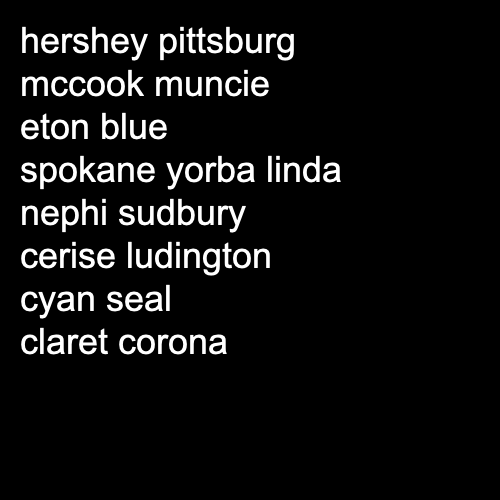 hershey pittsburg
mccook muncie
eton blue
spokane yorba linda
nephi sudbury
cerise ludington
cyan seal
claret corona